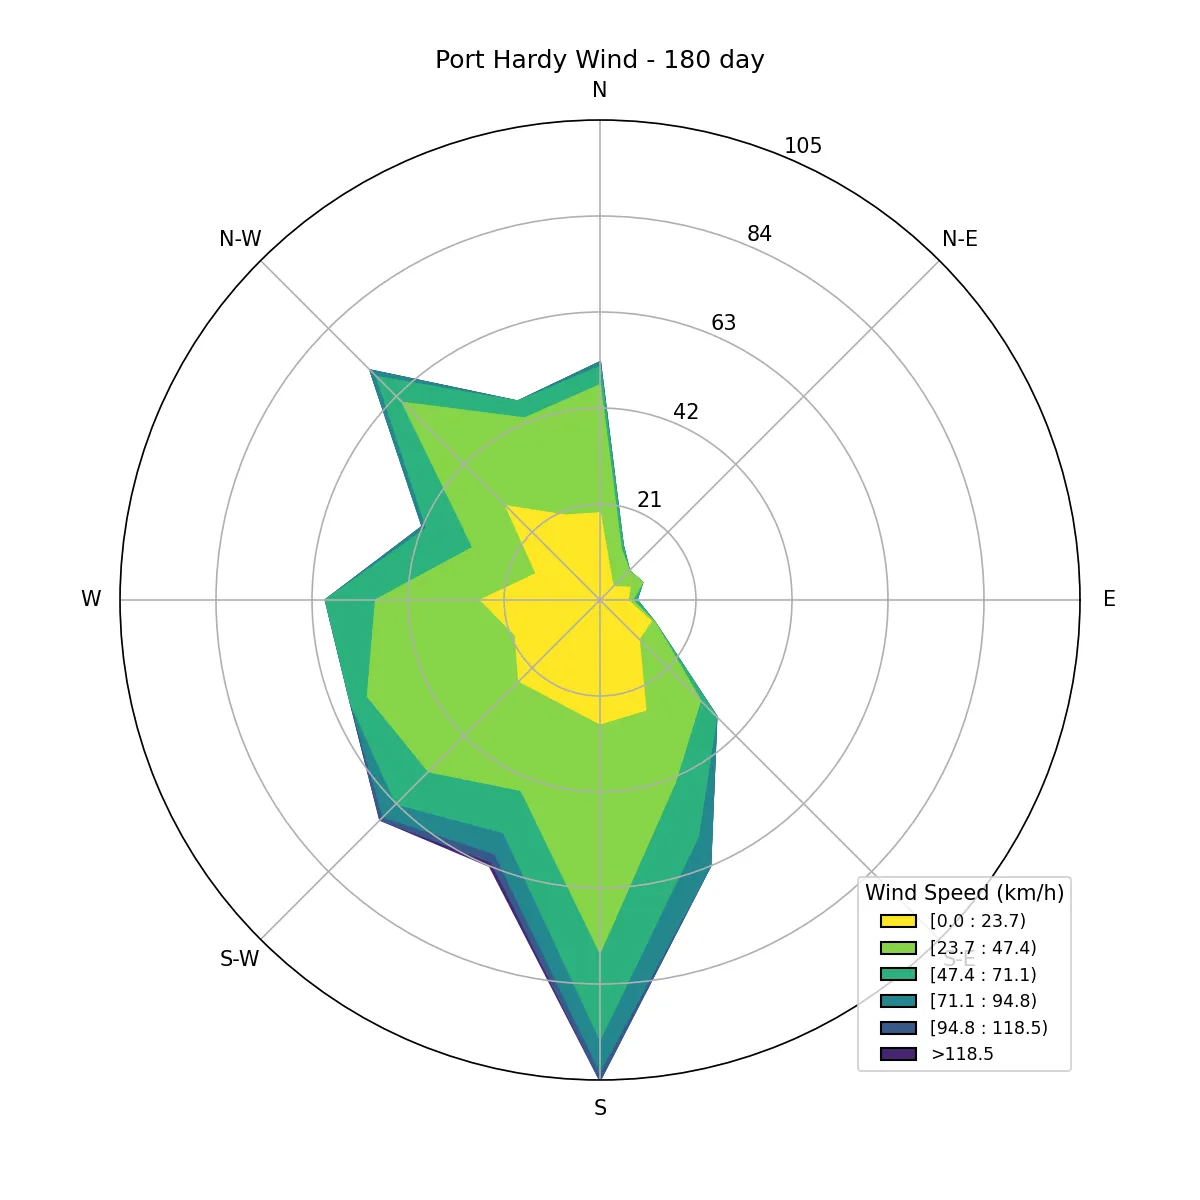 Port Hardy Wind - 180 day
N
105
N-W
84
N-E
63
42
21
W
E
S-W
S-E
S
Wind Speed (km/h)
[0.0 : 23.7)
[23.7 : 47.4)
[47.4 : 71.1)
[71.1 : 94.8)
[94.8 : 118.5)
>118.5